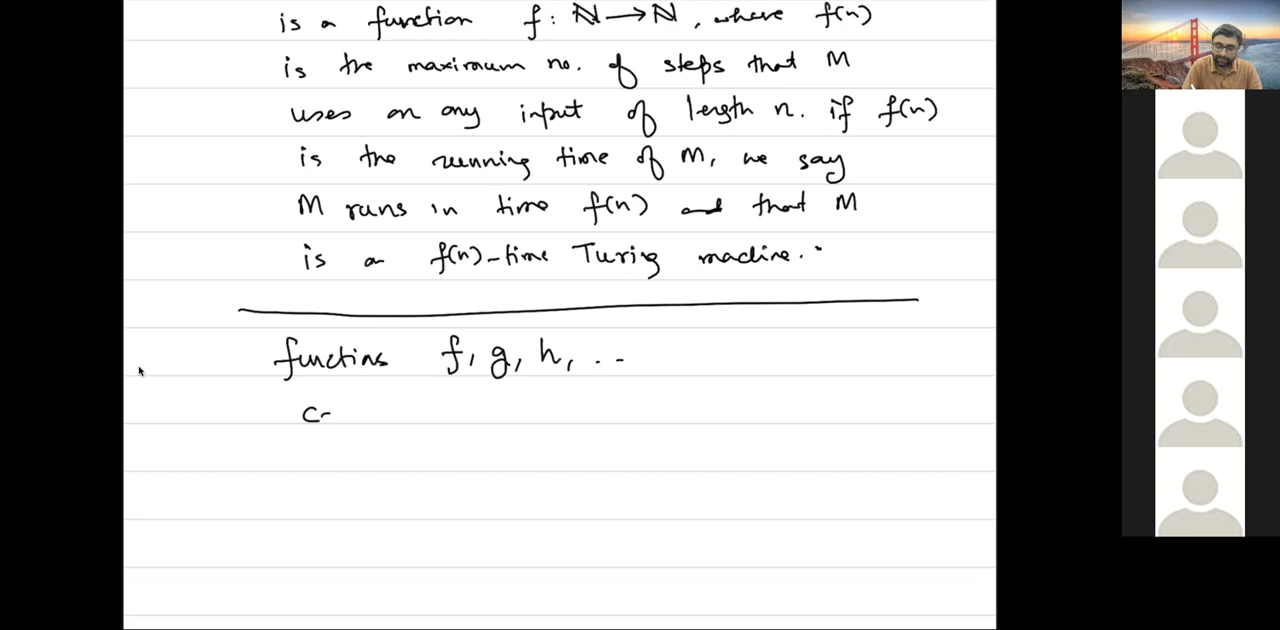 is a function f : ℕ → ℕ, where f(n)
is the maximum no. of steps that M
uses on any input of length n. if f(n)
is the running time of M, we say
M runs in time f(n) and that M
is an f(n)-time Turing machine.
functins f, g, h, ...